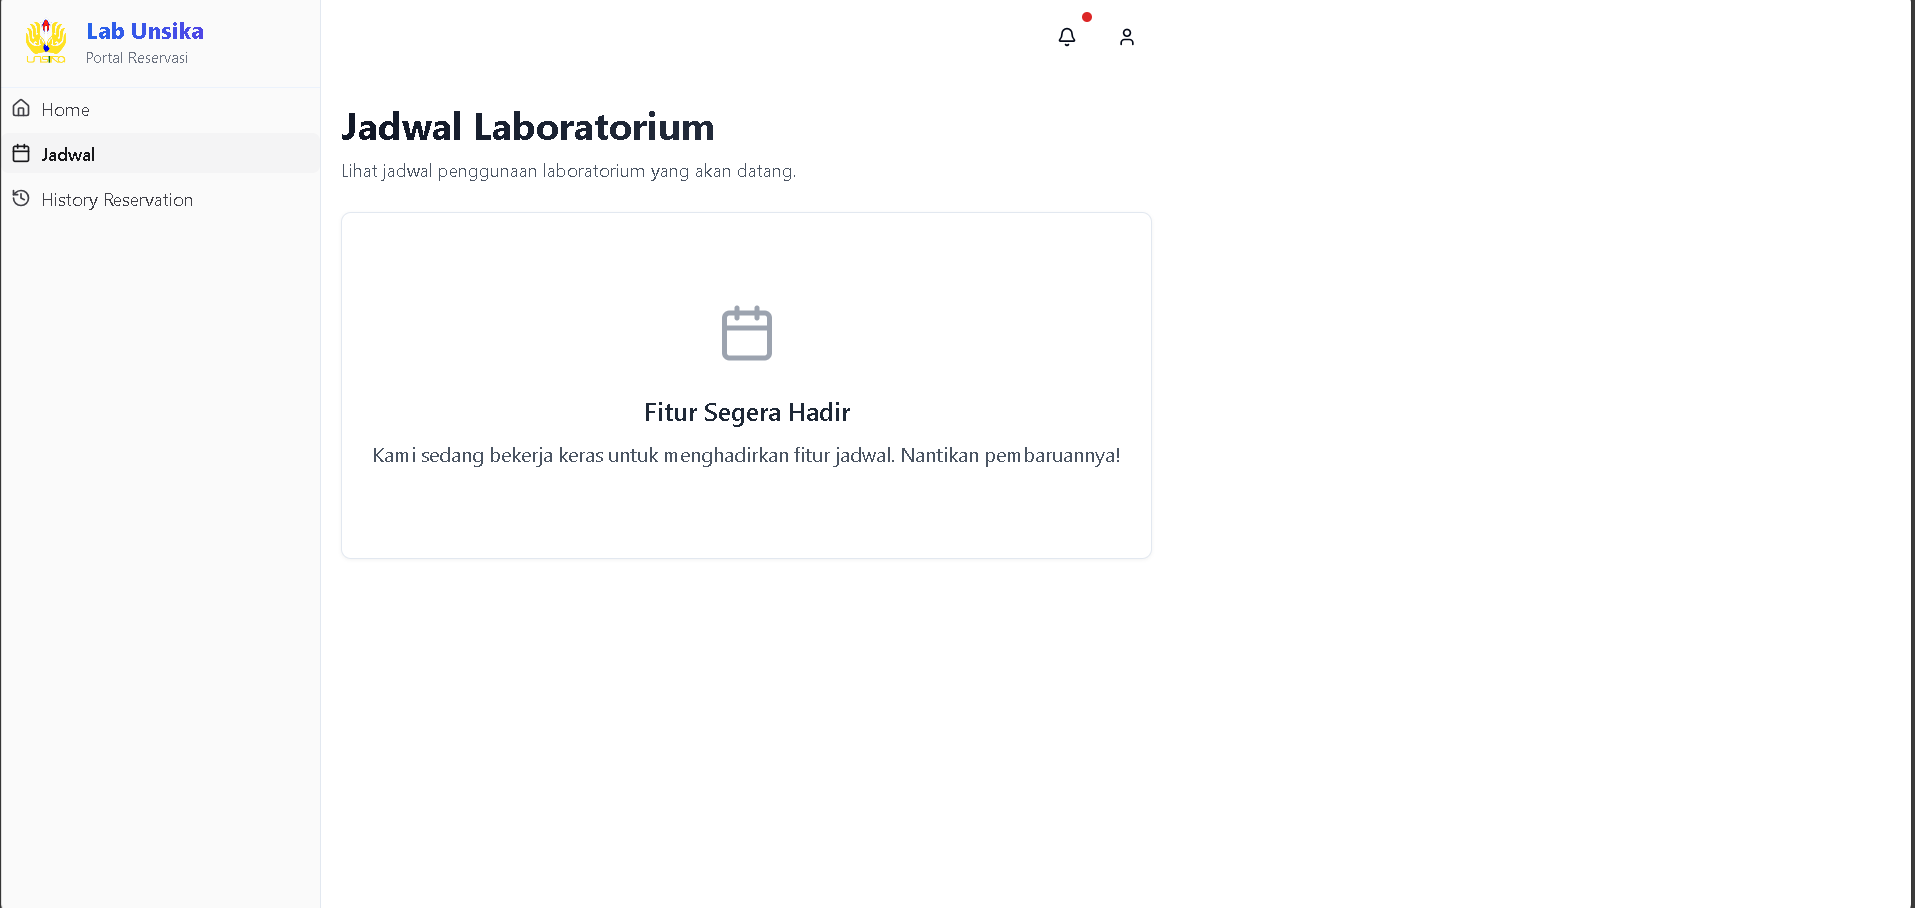 Lab Unsika
Portal Reservasi
Home
Jadwal
History Reservation
Jadwal Laboratorium
Lihat jadwal penggunaan laboratorium yang akan datang.
Fitur Segera Hadir
Kami sedang bekerja keras untuk menghadirkan fitur jadwal. Nantikan pembaruannya!